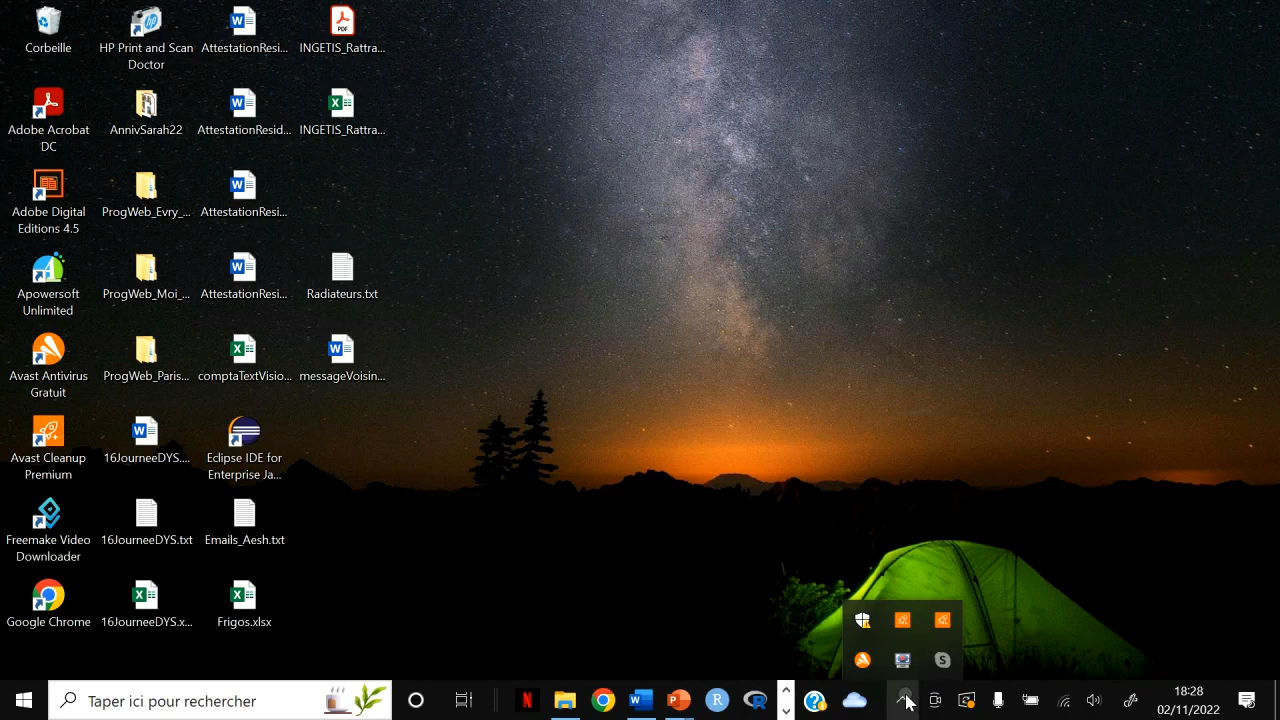 Corbeille
HP Print and Scan
Doctor
AttestationResi...
INGETIS_Rattra...
Adobe Acrobat
DC
AnnivSarah22
AttestationResid...
INGETIS_Rattra...
Adobe Digital
Editions 4.5
ProgWeb_Evry_...
AttestationResi...
Apowersoft
Unlimited
ProgWeb_Moi_...
AttestationResi...
Radiateurs.txt
Avast Antivirus
Gratuit
ProgWeb_Paris...
comptaTextVisio...
messageVoisin...
Avast Cleanup
Premium
16JourneeDYS....
Eclipse IDE for
Enterprise Ja...
Freemake Video
Downloader
16JourneeDYS.txt
Emails_Aesh.txt
Google Chrome
16JourneeDYS.x...
Frigos.xlsx
Taper ici pour rechercher
18:28
02/11/2022